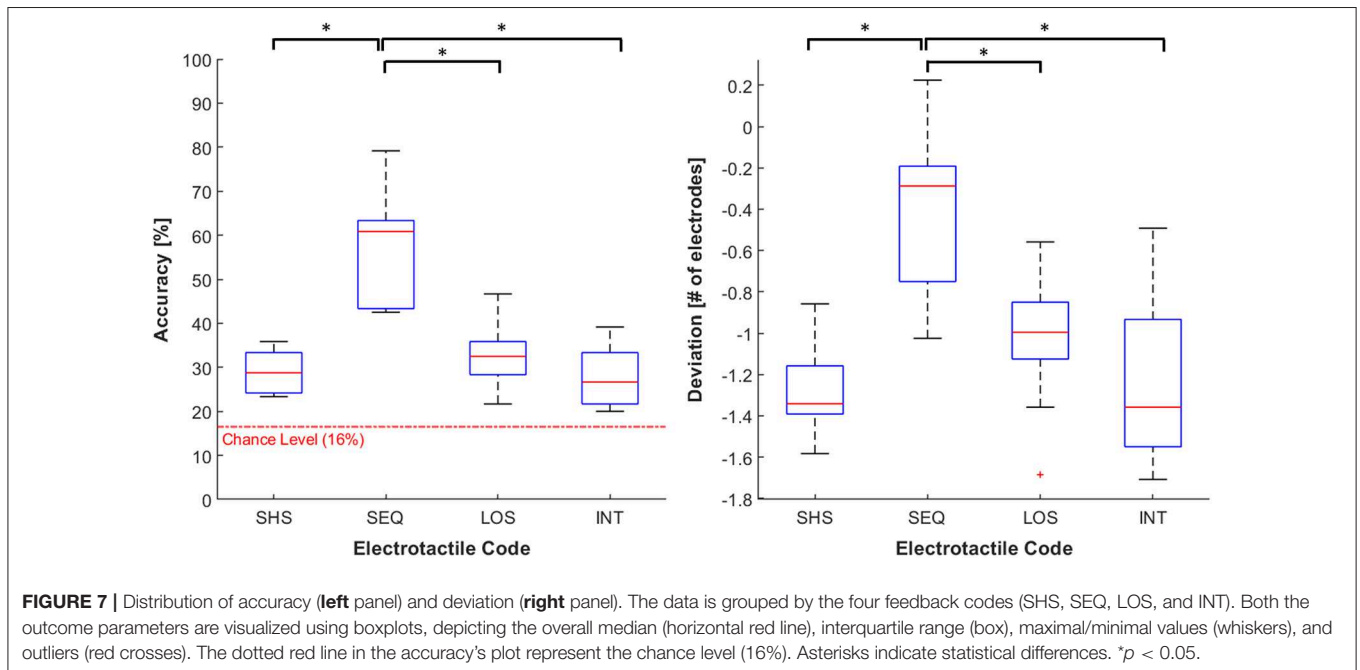 * * *
100
90
80
70
60
50
40
30
20
10
0
Accuracy [%]
Chance Level (16%)
SHS SEQ LOS INT
Electrotactile Code
* * *
0.2
0
-0.2
-0.4
-0.6
-0.8
-1
-1.2
-1.4
-1.6
-1.8
Deviation [# of electrodes]
SHS SEQ LOS INT
Electrotactile Code
FIGURE 7 | Distribution of accuracy (left panel) and deviation (right panel). The data is grouped by the four feedback codes (SHS, SEQ, LOS, and INT). Both the
outcome parameters are visualized using boxplots, depicting the overall median (horizontal red line), interquartile range (box), maximal/minimal values (whiskers), and
outliers (red crosses). The dotted red line in the accuracy's plot represent the chance level (16%). Asterisks indicate statistical differences. *p < 0.05.